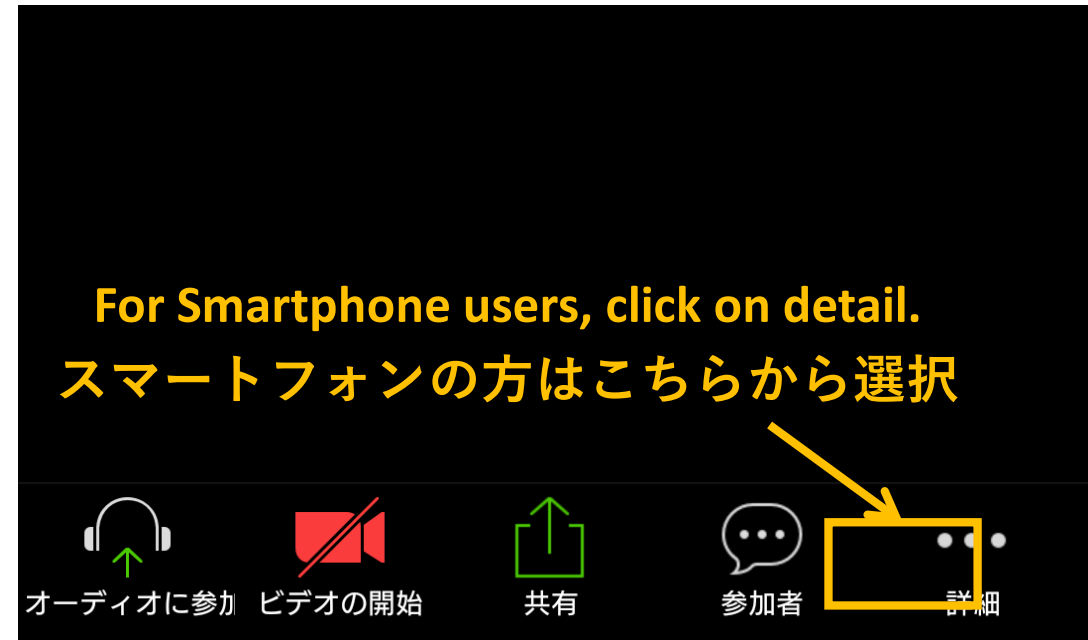 For Smartphone users, click on detail.
スマートフォンの方はこちらから選択
オーディオに参加 ビデオの開始 共有 参加者 詳細